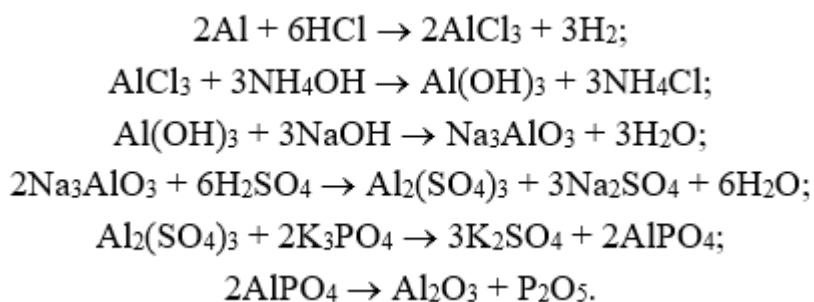 2Al + 6HCl → 2AlCl₃ + 3H₂;
AlCl₃ + 3NH₄OH → Al(OH)₃ + 3NH₄Cl;
Al(OH)₃ + 3NaOH → Na₃AlO₃ + 3H₂O;
2Na₃AlO₃ + 6H₂SO₄ → Al₂(SO₄)₃ + 3Na₂SO₄ + 6H₂O;
Al₂(SO₄)₃ + 2K₃PO₄ → 3K₂SO₄ + 2AlPO₄;
2AlPO₄ → Al₂O₃ + P₂O₅.